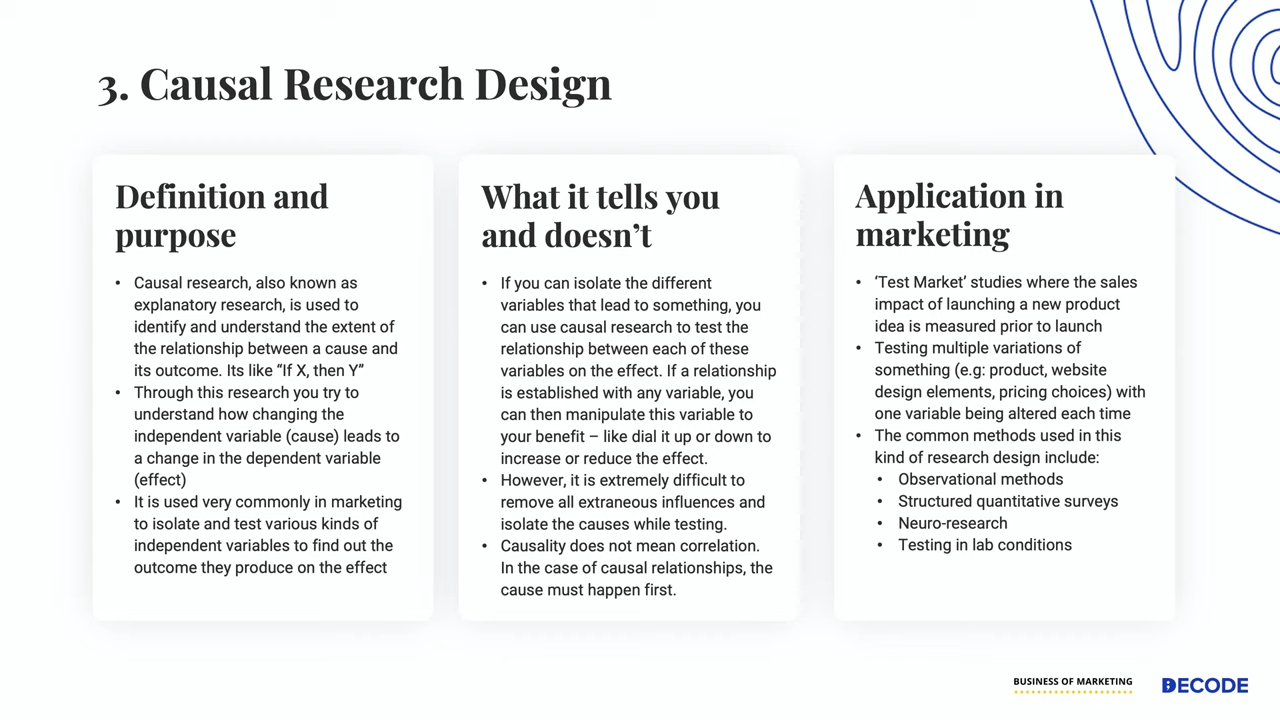 3. Causal Research Design
Definition and
purpose
• Causal research, also known as
explanatory research, is used to
identify and understand the extent of
the relationship between a cause and
its outcome. Its like “If X, then Y”
• Through this research you try to
understand how changing the
independent variable (cause) leads to
a change in the dependent variable
(effect)
• It is used very commonly in marketing
to isolate and test various kinds of
independent variables to find out the
outcome they produce on the effect
What it tells you
and doesn’t
• If you can isolate the different
variables that lead to something, you
can use causal research to test the
relationship between each of these
variables on the effect. If a relationship
is established with any variable, you
can then manipulate this variable to
your benefit – like dial it up or down to
increase or reduce the effect.
• However, it is extremely difficult to
remove all extraneous influences and
isolate the causes while testing.
• Causality does not mean correlation.
In the case of causal relationships, the
cause must happen first.
Application in
marketing
• ‘Test Market’ studies where the sales
impact of launching a new product
idea is measured prior to launch
• Testing multiple variations of
something (e.g: product, website
design elements, pricing choices) with
one variable being altered each time
• The common methods used in this
kind of research design include:
• Observational methods
• Structured quantitative surveys
• Neuro-research
• Testing in lab conditions
BUSINESS OF MARKETING
DECODE